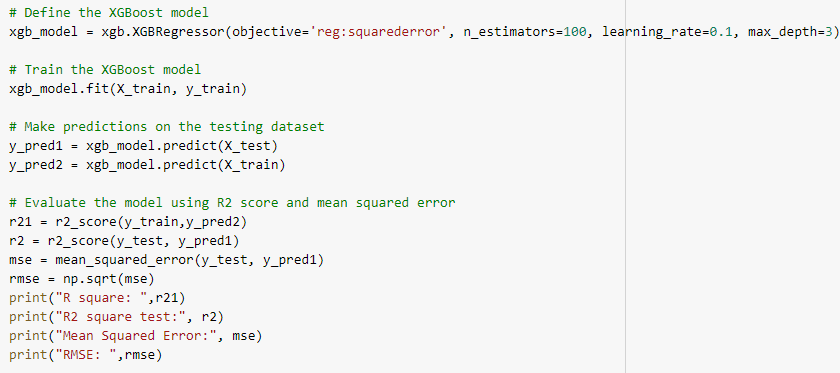 # Define the XGBoost model
xgb_model = xgb.XGBRegressor(objective='reg:squarederror', n_estimators=100, learning_rate=0.1, max_depth=3)
# Train the XGBoost model
xgb_model.fit(X_train, y_train)
# Make predictions on the testing dataset
y_pred1 = xgb_model.predict(X_test)
y_pred2 = xgb_model.predict(X_train)
# Evaluate the model using R2 score and mean squared error
r21 = r2_score(y_train,y_pred2)
r2 = r2_score(y_test, y_pred1)
mse = mean_squared_error(y_test, y_pred1)
rmse = np.sqrt(mse)
print("R square: ",r21)
print("R2 square test:", r2)
print("Mean Squared Error:", mse)
print("RMSE: ",rmse)